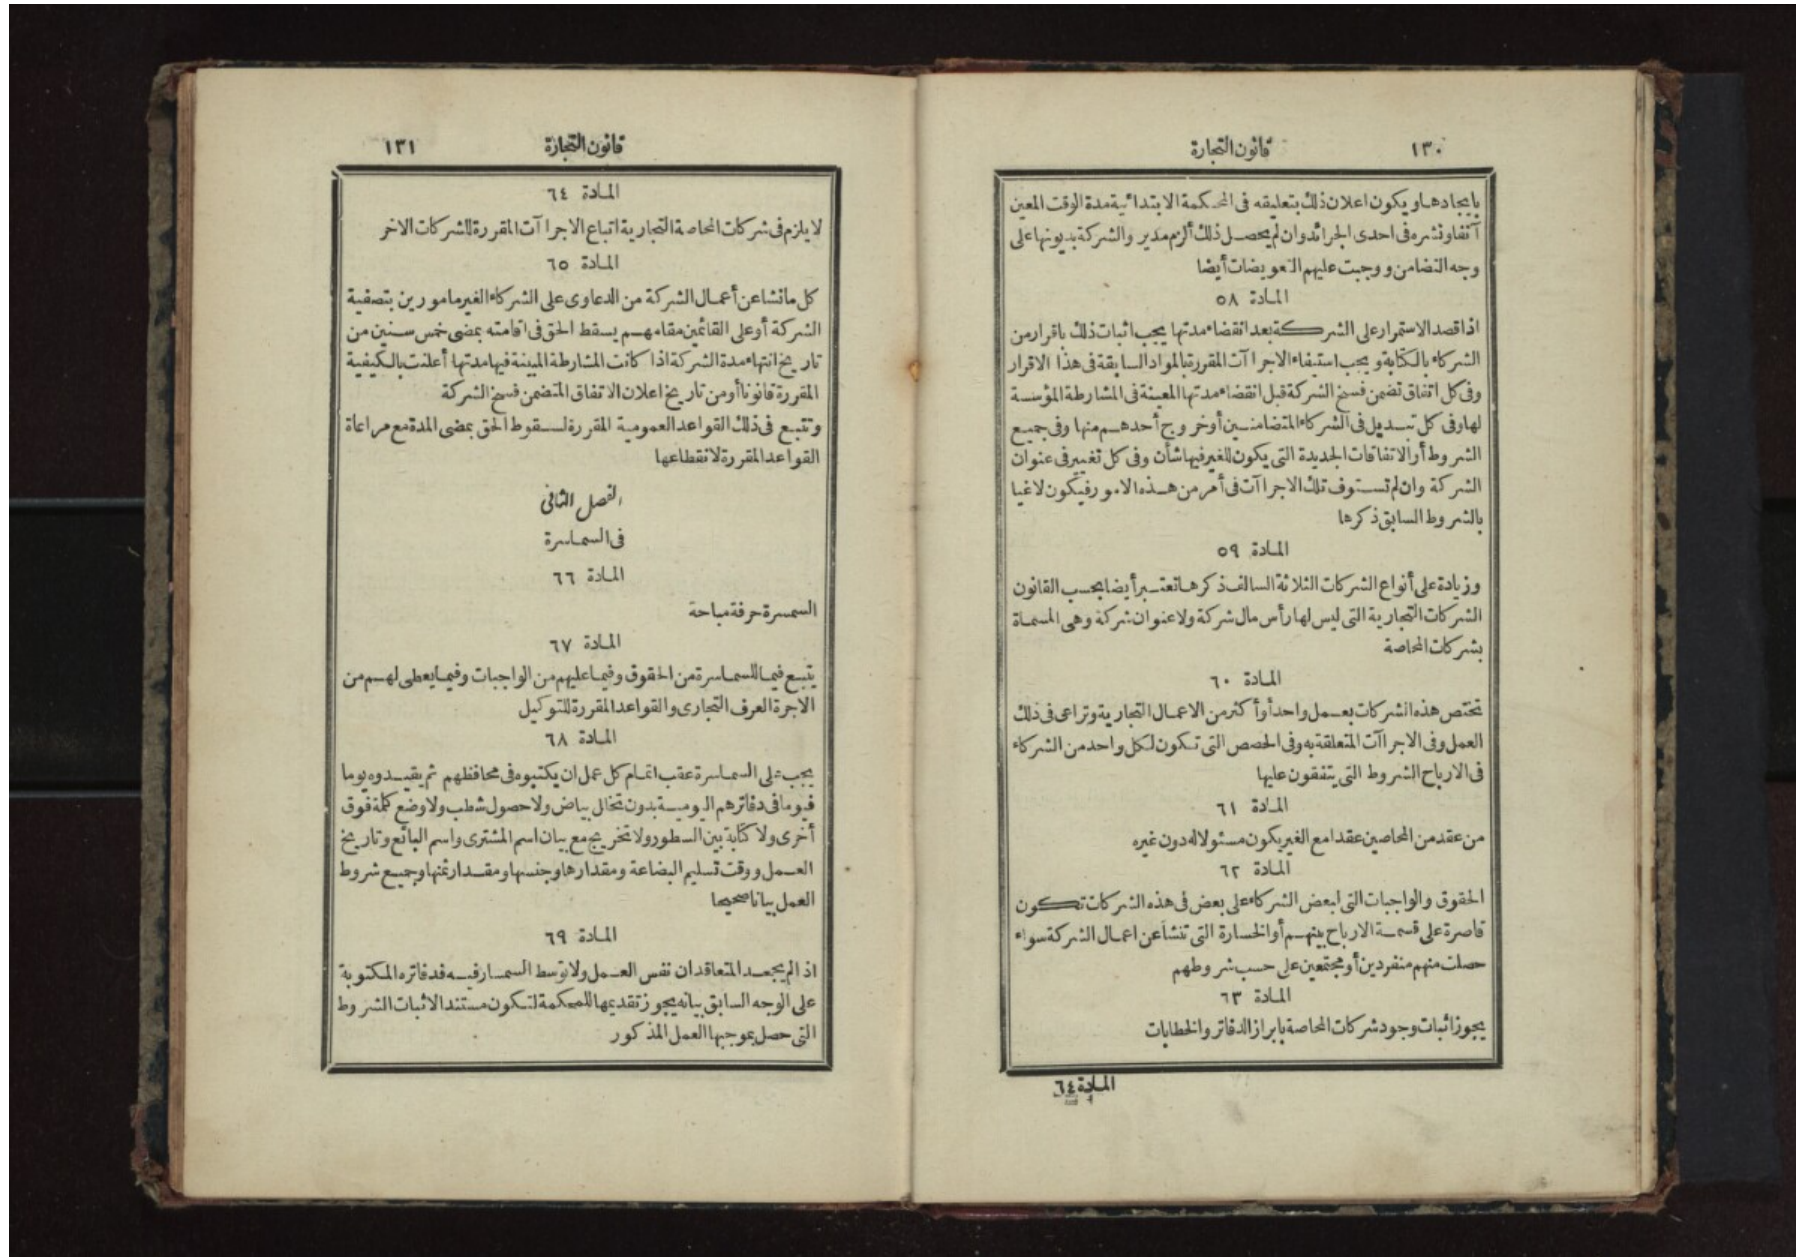 ١٣٠
قانون التجارة
بايجادها ويكون اعلان ذلك بتعليقه فى المحكمة الابتدائية مدة الوقت المعين
آنفا ونشره فى احدى الجرائد وان لم يحصل ذلك ألزم مدير والشركة بديونها على
وجه التضامن ووجبت عليهم التعويضات أيضا
المادة ٥٨
اذا قصد الاستمرار على الشركة بعد انقضاء مدتها يجب اثبات ذلك باقرار من
الشركاء بالكتابة ويجب استيفاء الاجراآت المقررة بالمواد السابقة فى هذا الاقرار
وفى كل اتفاق تضمن فسخ الشركة قبل انقضاء مدتها المعينة فى المشارطة المؤسسة
لها وفى كل تبديل فى الشركاء المتضامنين أو خروج أحدهم منها وفى جميع
الشروط أو الاتفاقات الجديدة التى يكون للغير فيها شأن وفى كل تغيير فى عنوان
الشركة وان لم تستوف تلك الاجراآت فى أمر من هذه الامور فيكون لاغيا
بالشروط السابق ذكرها
المادة ٥٩
وزيادة على أنواع الشركات الثلاثة السالف ذكرها تعتبر أيضا بحسب القانون
الشركات التجارية التى ليس لها رأس مال شركة ولا عنوان شركة وهى المسماة
بشركات المحاصة
المادة ٦٠
تختص هذه الشركات بعمل واحد أو أكثر من الاعمال التجارية وتراعى فى ذلك
العمل وفى الاجراآت المتعلقة به وفى الحصص التى تكون لكل واحد من الشركاء
فى الارباح الشروط التى يتفقون عليها
المادة ٦١
من عقد من المحاصين عقدا مع الغير يكون مسئولا له دون غيره
المادة ٦٢
الحقوق والواجبات التى لبعض الشركاء على بعض فى هذه الشركات تكون
قاصرة على قسمة الارباح بينهم أو الخسارة التى تنشأ عن اعمال الشركة سواء
حصلت منهم منفردين أو مجتمعين على حسب شروطهم
المادة ٦٣
يجوز اثبات وجود شركات المحاصة بابراز الدفاتر والخطابات
المادة ٦٤
قانون التجارة
١٣١
المادة ٦٤
لا يلزم فى شركات المحاصة التجارية اتباع الاجراآت المقررة للشركات الاخر
المادة ٦٥
كل ما نشا عن أعمال الشركة من الدعاوى على الشركاء الغير مامورين بتصفية
الشركة أو على القائمين مقامهم يسقط الحق فى اقامته بمضى خمس سنين من
تاريخ انتهاء مدة الشركة اذا كانت المشارطة المبينة فيها مدتها أعلنت بالكيفية
المقررة قانونا أو من تاريخ اعلان الاتفاق المتضمن فسخ الشركة
وتتبع فى ذلك القواعد العمومية المقررة لسقوط الحق بمضى المدة مع مراعاة
القواعد المقررة لانقطاعها
الفصل الثانى
فى السماسرة
المادة ٦٦
السمسرة حرفة مباحة
المادة ٦٧
يتبع فيما للسماسرة من الحقوق وفيما عليهم من الواجبات وفيما يعطى لهم من
الاجرة العرف التجارى والقواعد المقررة للتوكيل
المادة ٦٨
يجب على السماسرة عقب اتمام كل عمل ان يكتبوه فى محافظهم ثم يقيدوه يوما
فيوما فى دفاترهم اليومية بدون تخال بياض ولا حصول شطب ولا وضع كلمة فوق
أخرى ولا كتابة بين السطور ولا تخريج مع بيان اسم المشترى واسم البائع وتاريخ
العمل ووقت تسليم البضاعة ومقدارها وجنسها ومقدار ثمنها وجميع شروط
العمل بيانا صحيحا
المادة ٦٩
اذا لم يجحد المتعاقدان نفس العمل ولا توسط السمسار فيه فدفاتره المكتوبة
على الوجه السابق بيانه يجوز تقديمها للمحكمة لتكون مستندا لاثبات الشروط
التى حصل بموجبها العمل المذكور